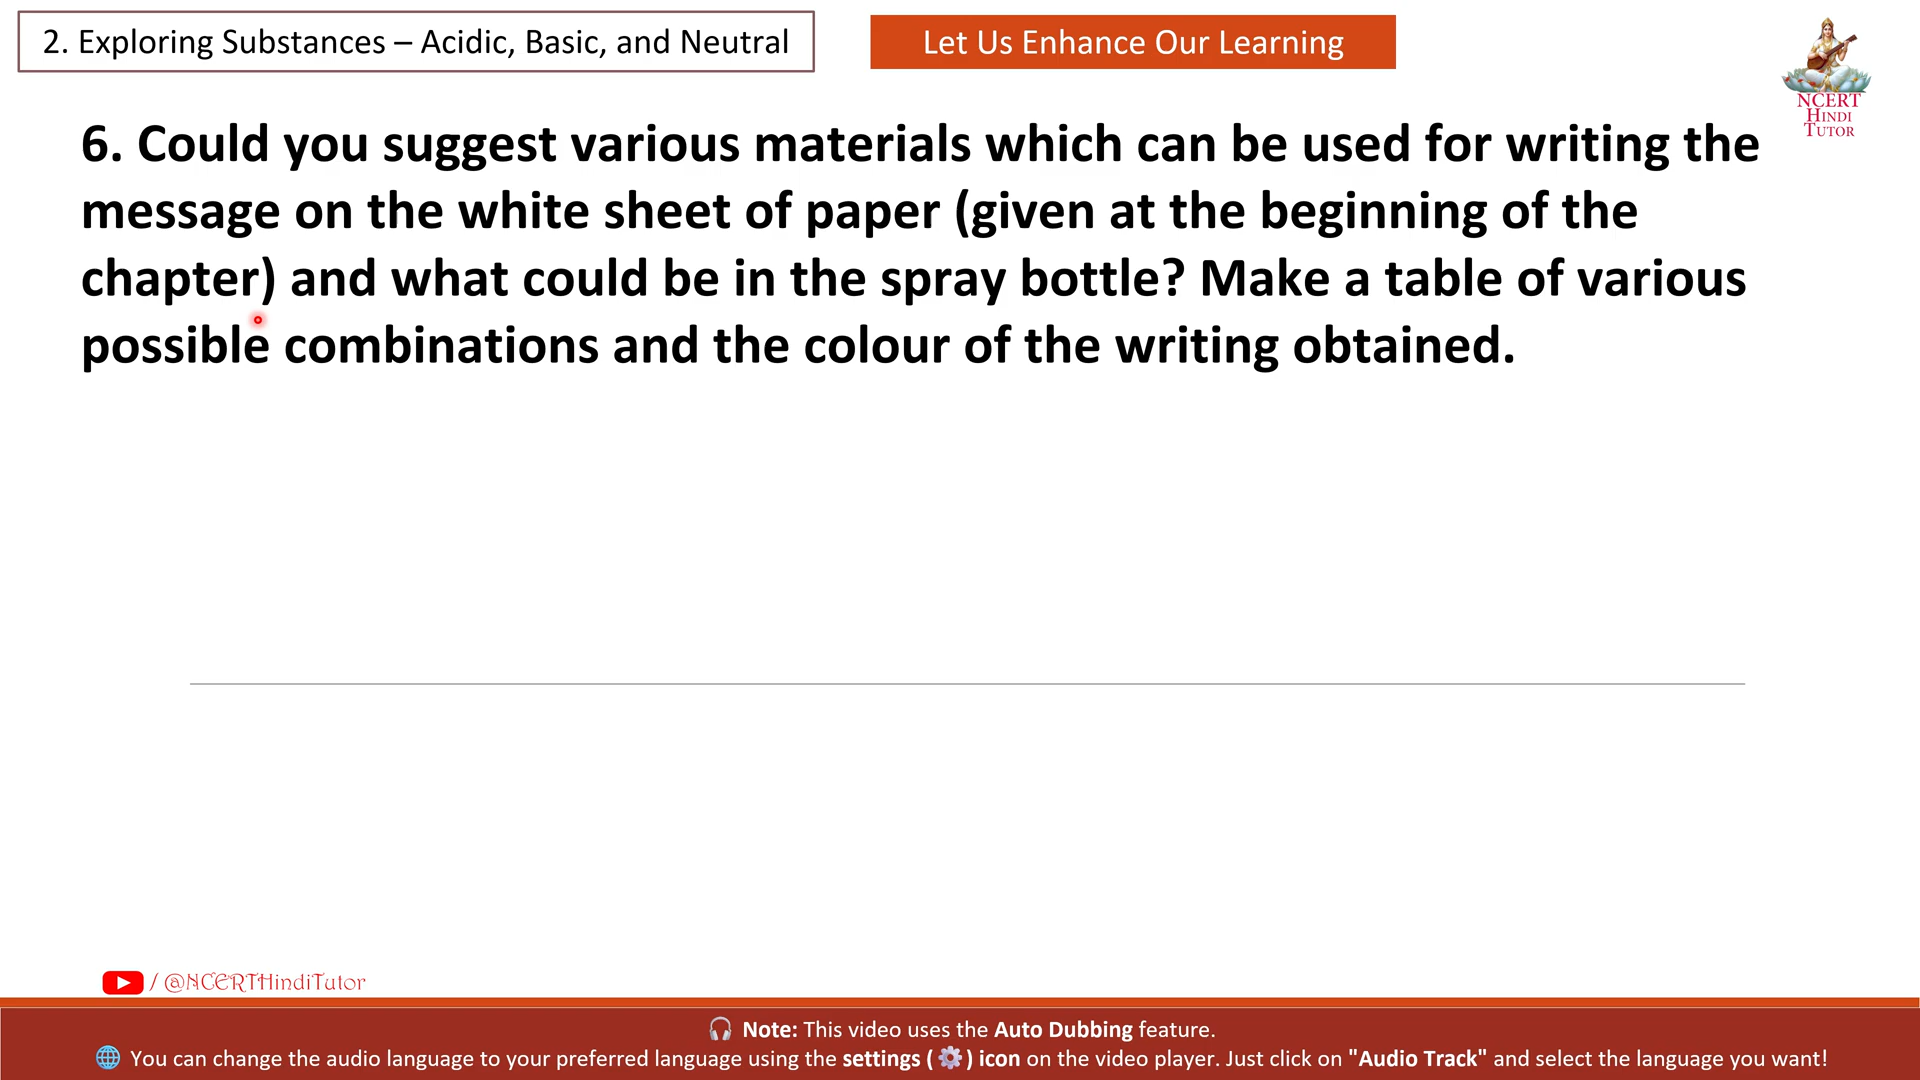 2. Exploring Substances – Acidic, Basic, and Neutral
Let Us Enhance Our Learning
NCERT
HINDI
TUTOR
6. Could you suggest various materials which can be used for writing the
message on the white sheet of paper (given at the beginning of the
chapter) and what could be in the spray bottle? Make a table of various
possible combinations and the colour of the writing obtained.
/ @NCERTHindiTutor
🎧 Note: This video uses the Auto Dubbing feature.
🌐 You can change the audio language to your preferred language using the settings ( ⚙️ ) icon on the video player. Just click on "Audio Track" and select the language you want!